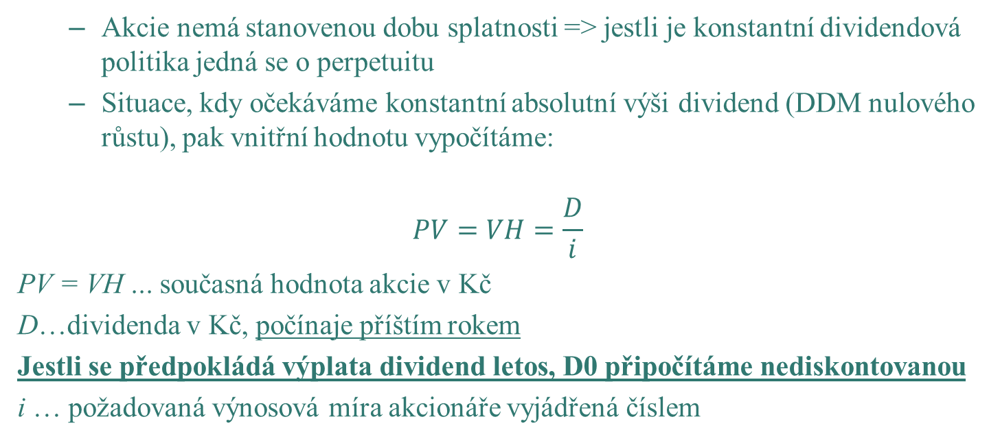 – Akcie nemá stanovenou dobu splatnosti => jestli je konstantní dividendová
politika jedná se o perpetuitu
– Situace, kdy očekáváme konstantní absolutní výši dividend (DDM nulového
růstu), pak vnitřní hodnotu vypočítáme:
PV = VH = D/i
PV = VH ... současná hodnota akcie v Kč
D…dividenda v Kč, počínaje příštím rokem
Jestli se předpokládá výplata dividend letos, D0 připočítáme nediskontovanou
i … požadovaná výnosová míra akcionáře vyjádřená číslem